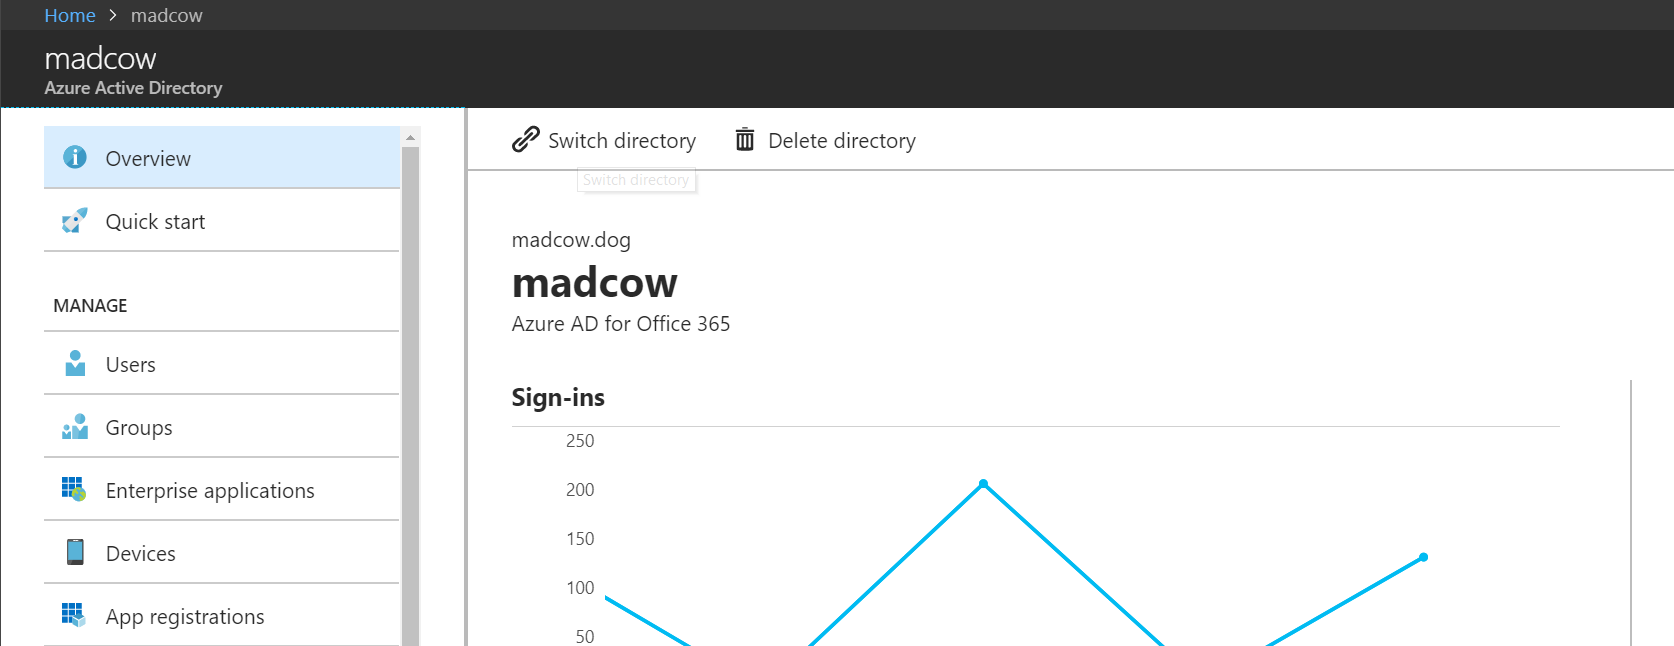 Home > madcow
madcow
Azure Active Directory
Overview
Quick start
MANAGE
Users
Groups
Enterprise applications
Devices
App registrations
Switch directory Delete directory
Switch directory
madcow.dog
madcow
Azure AD for Office 365
Sign-ins
250
200
150
100
50